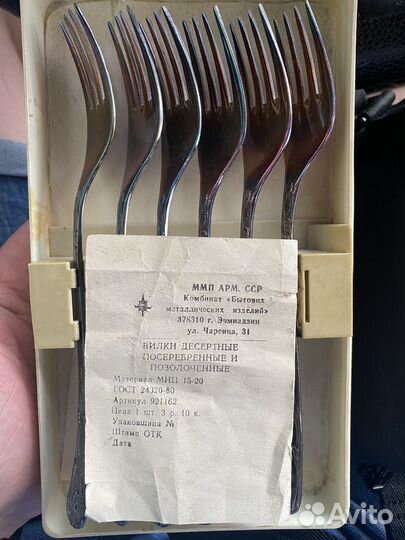 ММП АРМ. ССР
Комбинат «Бытовых
металлических изделий»
378310 г. Эчмиадзин
ул. Чаренца, 31
ВИЛКИ ДЕСЕРТНЫЕ
ПОСЕРЕБРЕННЫЕ И
ПОЗОЛОЧЕННЫЕ
Материал МНЦ 15-20
ГОСТ 24320-80
Артикул 921162
Цена 1 шт. 3 р. 10 к.
Упаковщица №
Штамп ОТК
Дата
Avito